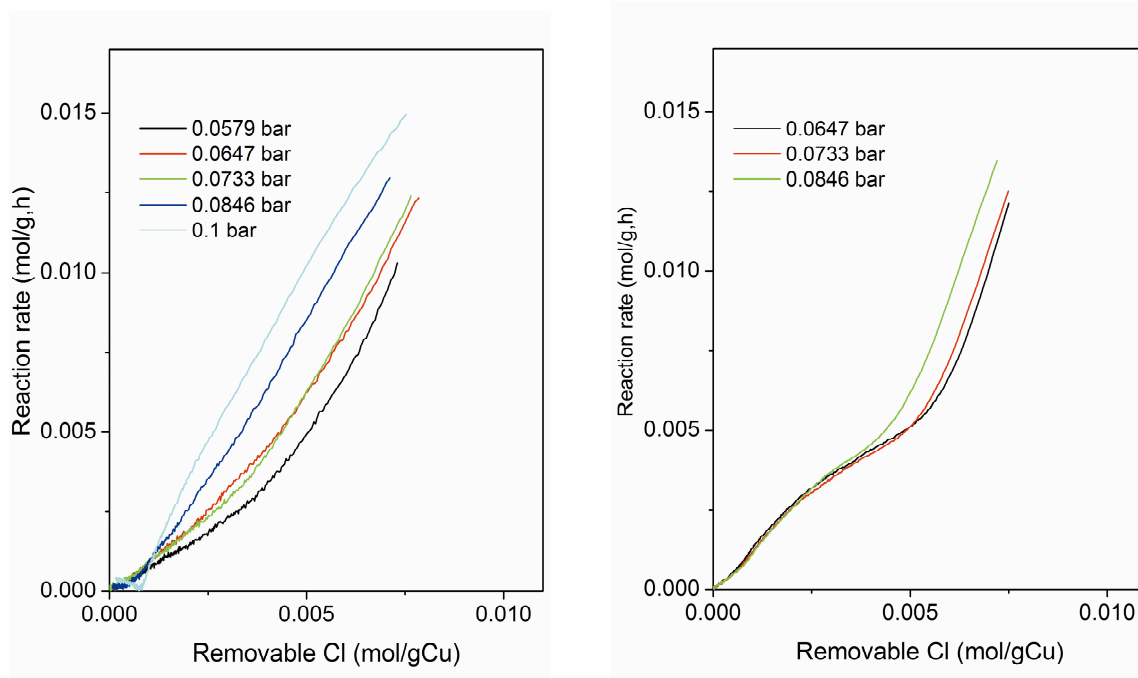 0.015
0.010
0.005
0.000
Reaction rate (mol/g,h)
0.0579 bar
0.0647 bar
0.0733 bar
0.0846 bar
0.1 bar
0.000
0.005
0.010
Removable Cl (mol/gCu)
0.015
0.010
0.005
0.000
Reaction rate (mol/g,h)
0.0647 bar
0.0733 bar
0.0846 bar
0.000
0.005
0.010
Removable Cl (mol/gCu)